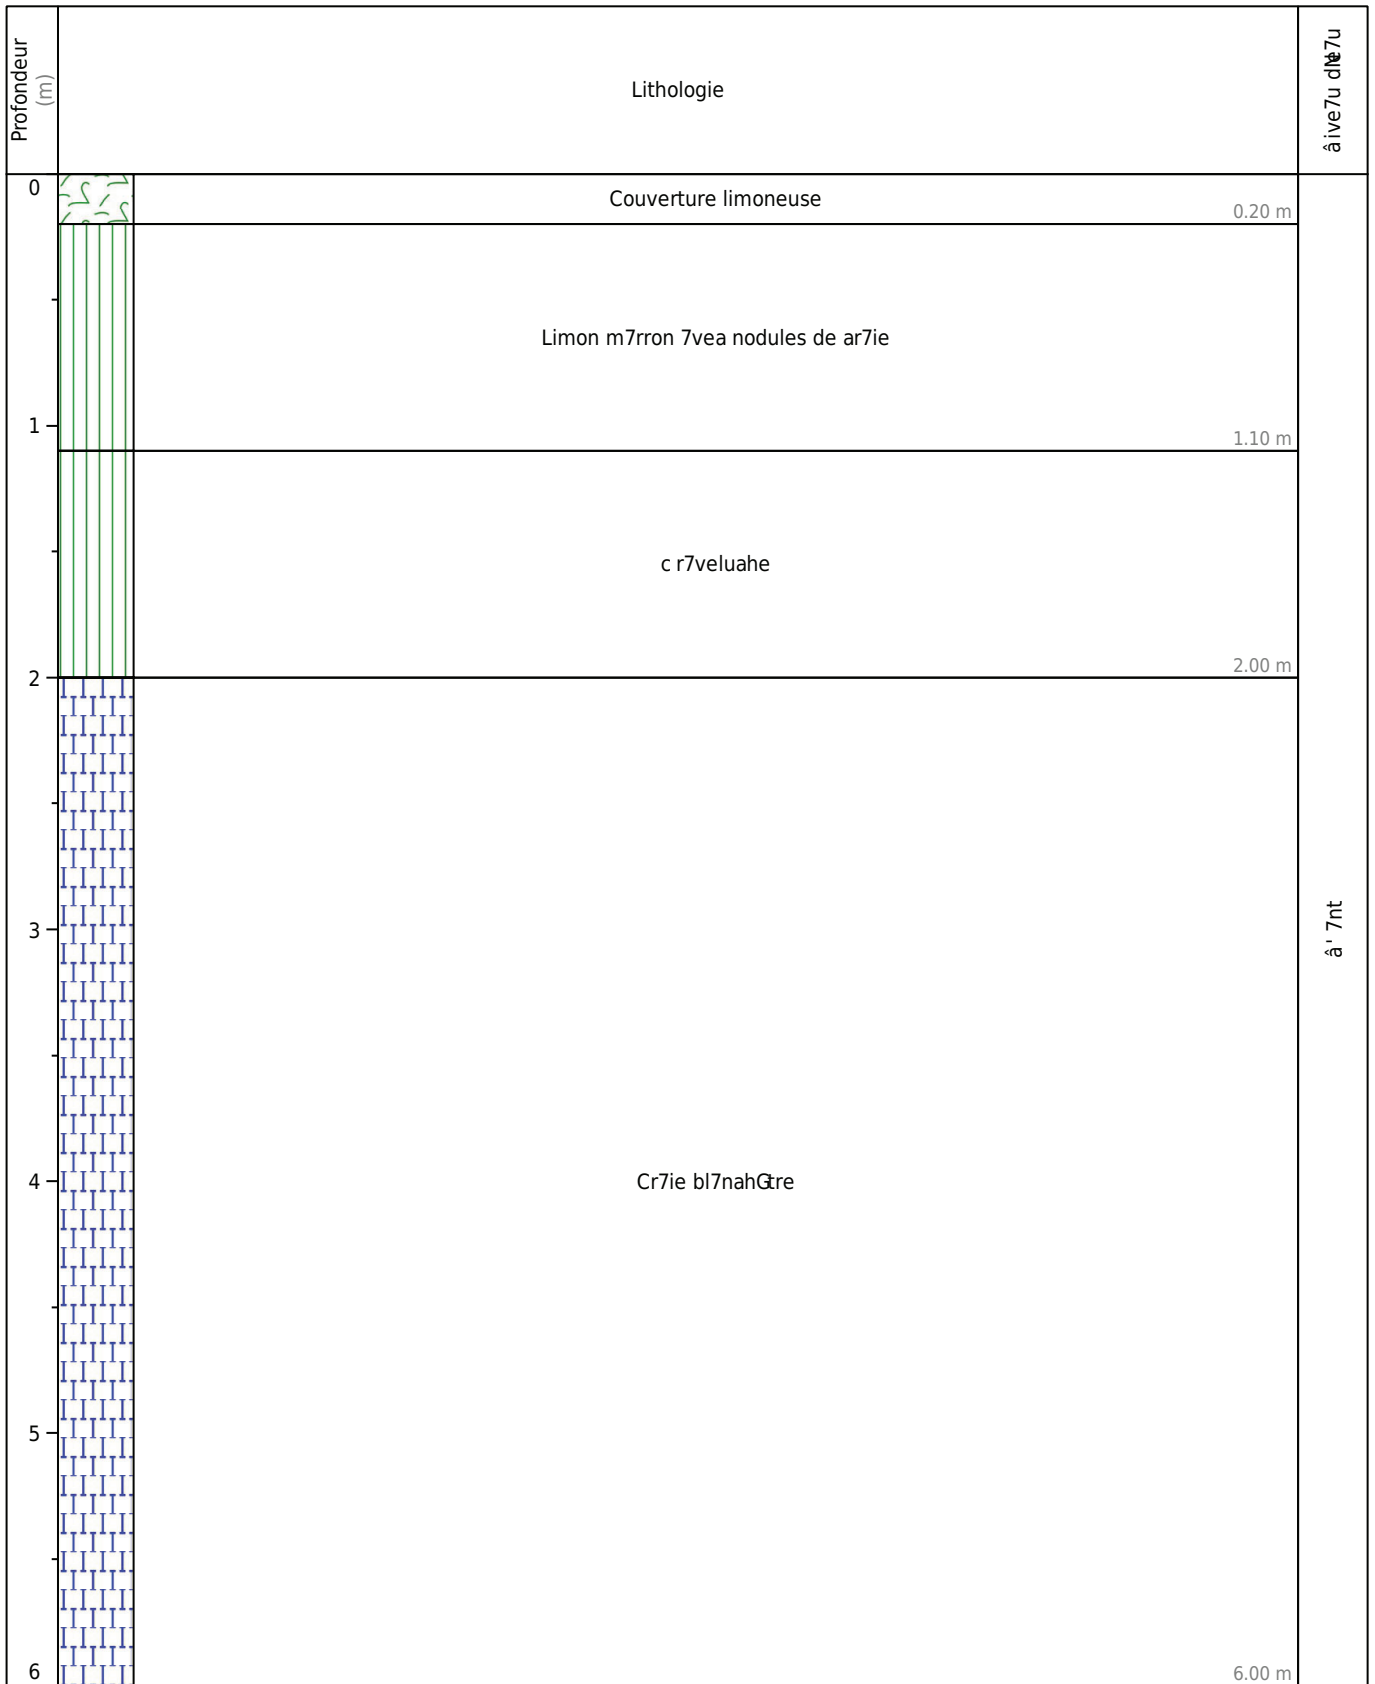 Profondeur
(m)
Lithologie
0
Couverture limoneuse
0.20 m
Limon m7rron 7vea nodules de ar7ie
1
1.10 m
c r7veluahe
2
2.00 m
3
â' 7nt
4
Cr7ie bl7nahGtre
5
6
6.00 m